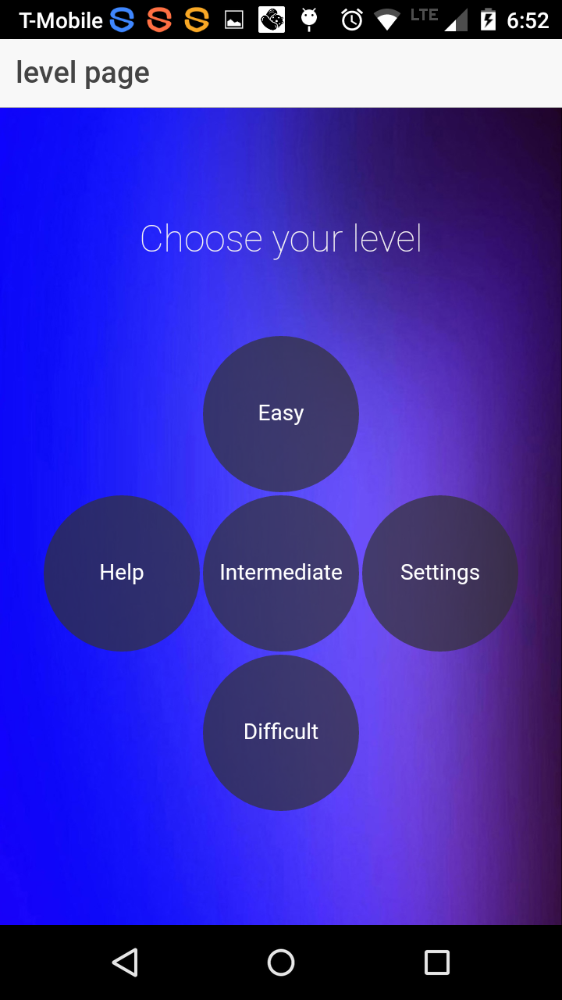 T-Mobile LTE 6:52
level page
Choose your level
Easy
Help Intermediate Settings
Difficult